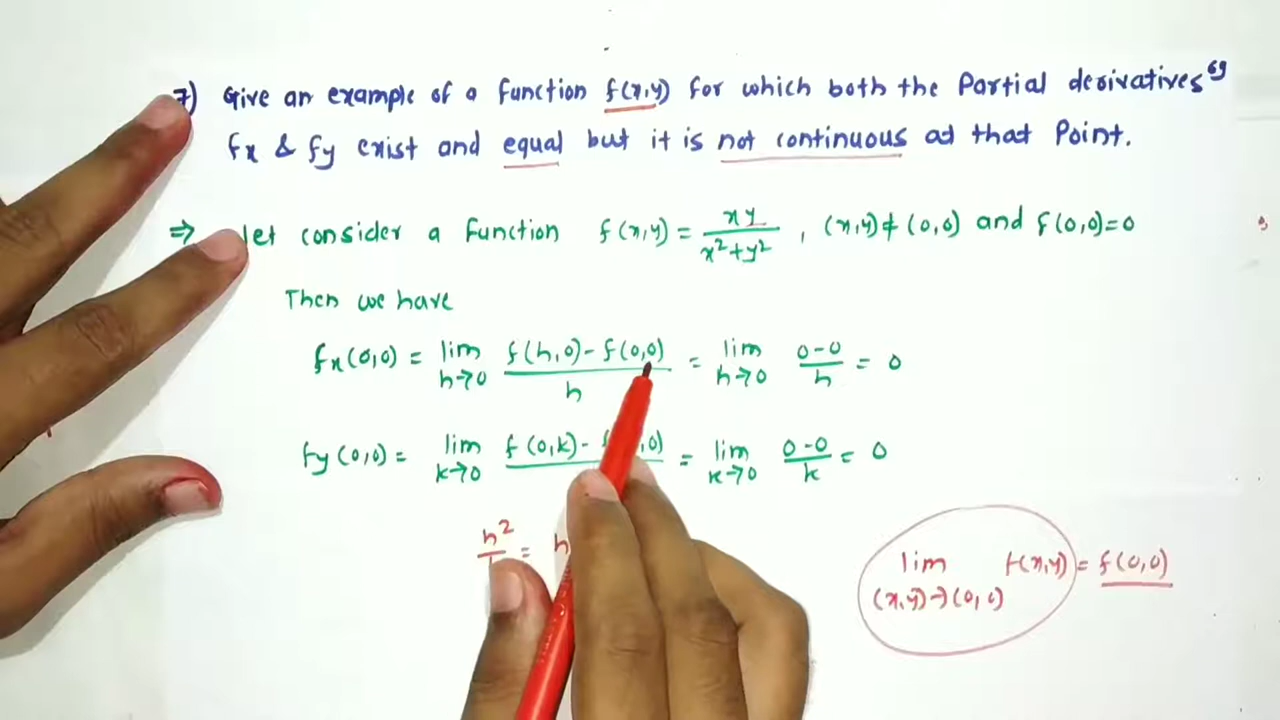 7) Give an example of a function f(x,y) for which both the Partial derivatives
fx & fy exist and equal but it is not continuous at that Point.
⇒ Let consider a function f(x,y) = xy / x²+y² , (x,y) ≠ (0,0) and f(0,0)=0
Then we have
fx(0,0) = lim h→0 f(h,0) - f(0,0) / h = lim h→0 0-0 / h = 0
fy(0,0) = lim k→0 f(0,k) - ,0) = lim k→0 0-0 / k = 0
h² = h
lim (x,y)→(0,0) f(x,y) = f(0,0)